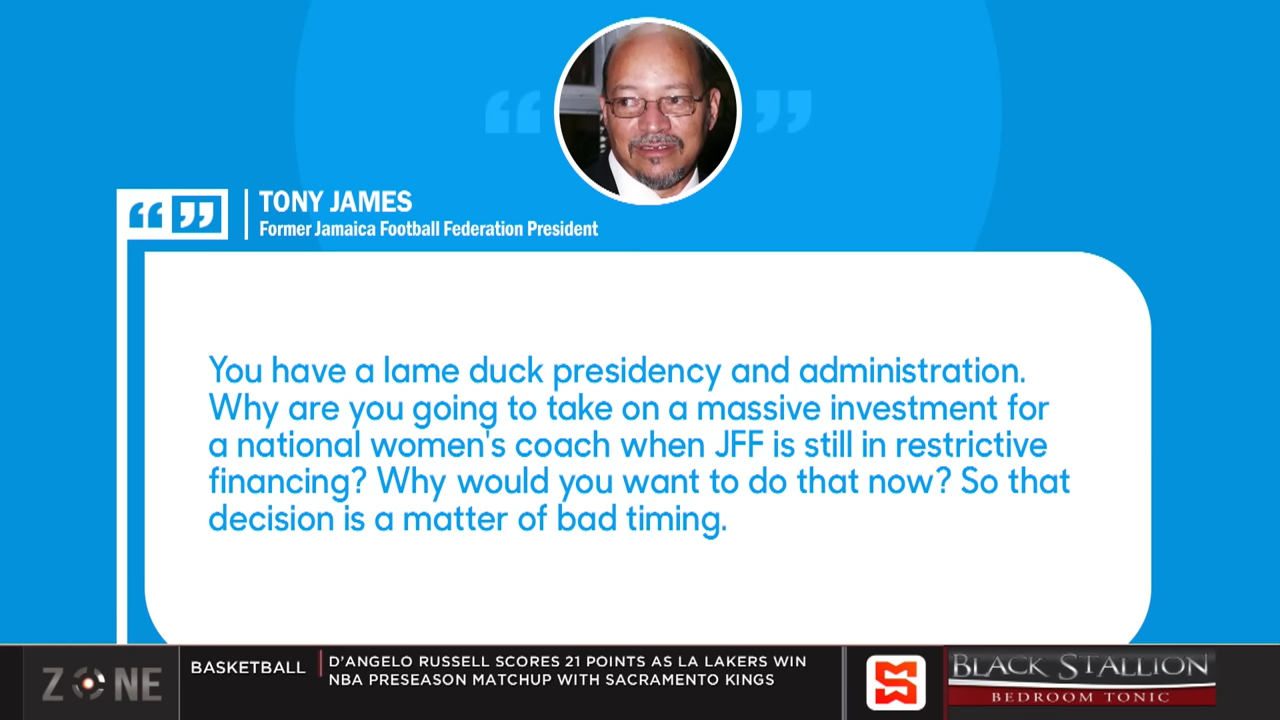 TONY JAMES
Former Jamaica Football Federation President
You have a lame duck presidency and administration.
Why are you going to take on a massive investment for
a national women's coach when JFF is still in restrictive
financing? Why would you want to do that now? So that
decision is a matter of bad timing.
ZONE
BASKETBALL
D'ANGELO RUSSELL SCORES 21 POINTS AS LA LAKERS WIN
NBA PRESEASON MATCHUP WITH SACRAMENTO KINGS
BLACK STALLION
BEDROOM TONIC